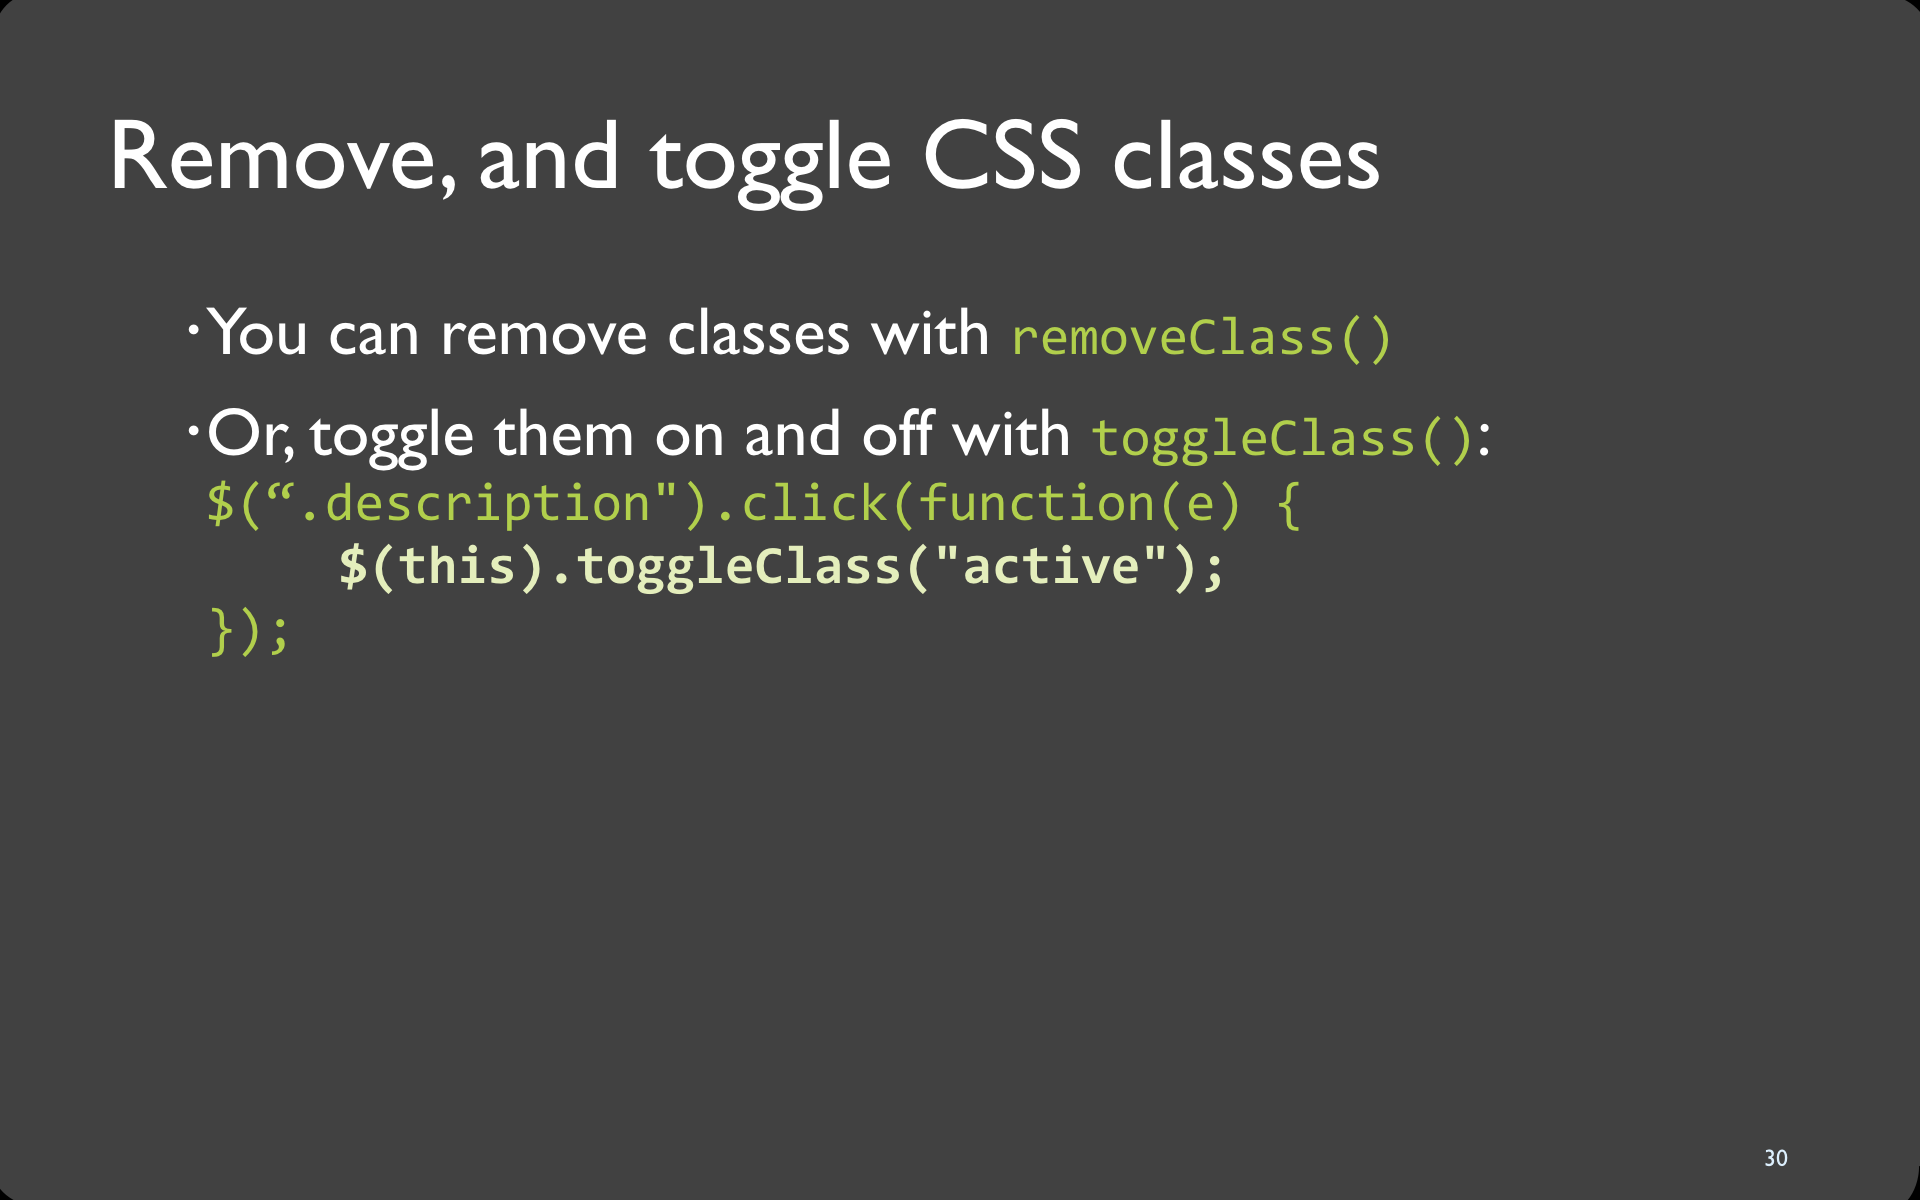 Remove, and toggle CSS classes
• You can remove classes with removeClass()
• Or, toggle them on and off with toggleClass():
$(“.description").click(function(e) {
$(this).toggleClass("active");
});
30